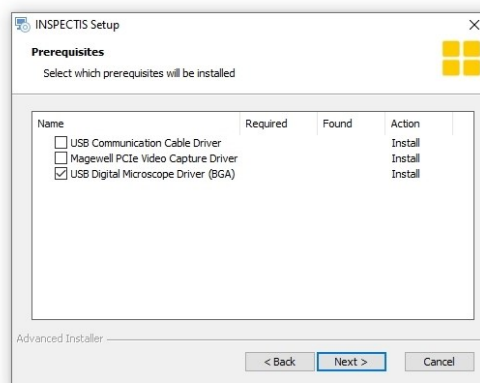 INSPECTIS Setup
Prerequisites
Select which prerequisites will be installed
Name Required Found Action
USB Communication Cable Driver Install
Magewell PCIe Video Capture Driver Install
USB Digital Microscope Driver (BGA) Install
Advanced Installer
< Back Next > Cancel